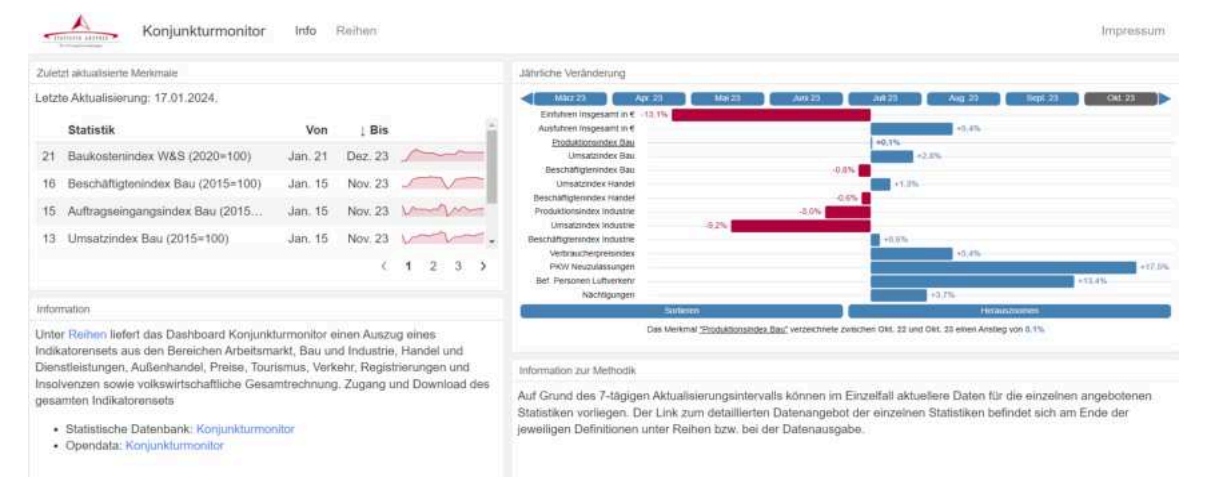 STATISTIK AUSTRIA
Konjunkturmonitor Info Reihen Impressum
Zuletzt aktualisierte Merkmale
Letzte Aktualisierung: 17.01.2024.
Statistik Von ↓ Bis
21 Baukostenindex W&S (2020=100) Jan. 21 Dez. 23
16 Beschäftigtenindex Bau (2015=100) Jan. 15 Nov. 23
15 Auftragseingangsindex Bau (2015... Jan. 15 Nov. 23
13 Umsatzindex Bau (2015=100) Jan. 15 Nov. 23
< 1 2 3 >
Information
Unter Reihen liefert das Dashboard Konjunkturmonitor einen Auszug eines
Indikatorensets aus den Bereichen Arbeitsmarkt, Bau und Industrie, Handel und
Dienstleistungen, Außenhandel, Preise, Tourismus, Verkehr, Registrierungen und
Insolvenzen sowie volkswirtschaftliche Gesamtrechnung. Zugang und Download des
gesamten Indikatorensets
• Statistische Datenbank: Konjunkturmonitor
• Opendata: Konjunkturmonitor
Jährliche Veränderung
März 23 Apr. 23 Mai 23 Juni 23 Juli 23 Aug. 23 Sept. 23 Okt. 23
Einfuhren Insgesamt in € -13,1%
Ausfuhren Insgesamt in € +5,4%
Produktionsindex Bau +0,1%
Umsatzindex Bau +2,8%
Beschäftigtenindex Bau -0,8%
Umsatzindex Handel +1,3%
Beschäftigtenindex Handel -0,6%
Produktionsindex Industrie
Umsatzindex Industrie -9,2%
Beschäftigtenindex Industrie +0,6%
Verbraucherpreisindex +5,4%
PKW Neuzulassungen
Bef. Personen Luftverkehr +13,4%
Nächtigungen +3,7%
Sortieren Herauszoomen
Das Merkmal "Produktionsindex Bau" verzeichnete zwischen Okt. 22 und Okt. 23 einen Anstieg von 0,1%.
Information zur Methodik
Auf Grund des 7-tägigen Aktualisierungsintervalls können im Einzelfall aktuellere Daten für die einzelnen angebotenen
Statistiken vorliegen. Der Link zum detaillierten Datenangebot der einzelnen Statistiken befindet sich am Ende der
jeweiligen Definitionen unter Reihen bzw. bei der Datenausgabe.